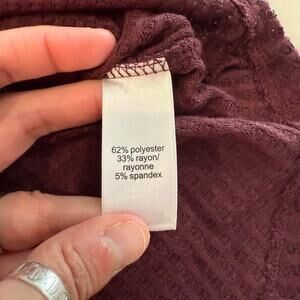 62% polyester
33% rayon/
rayonne
5% spandex